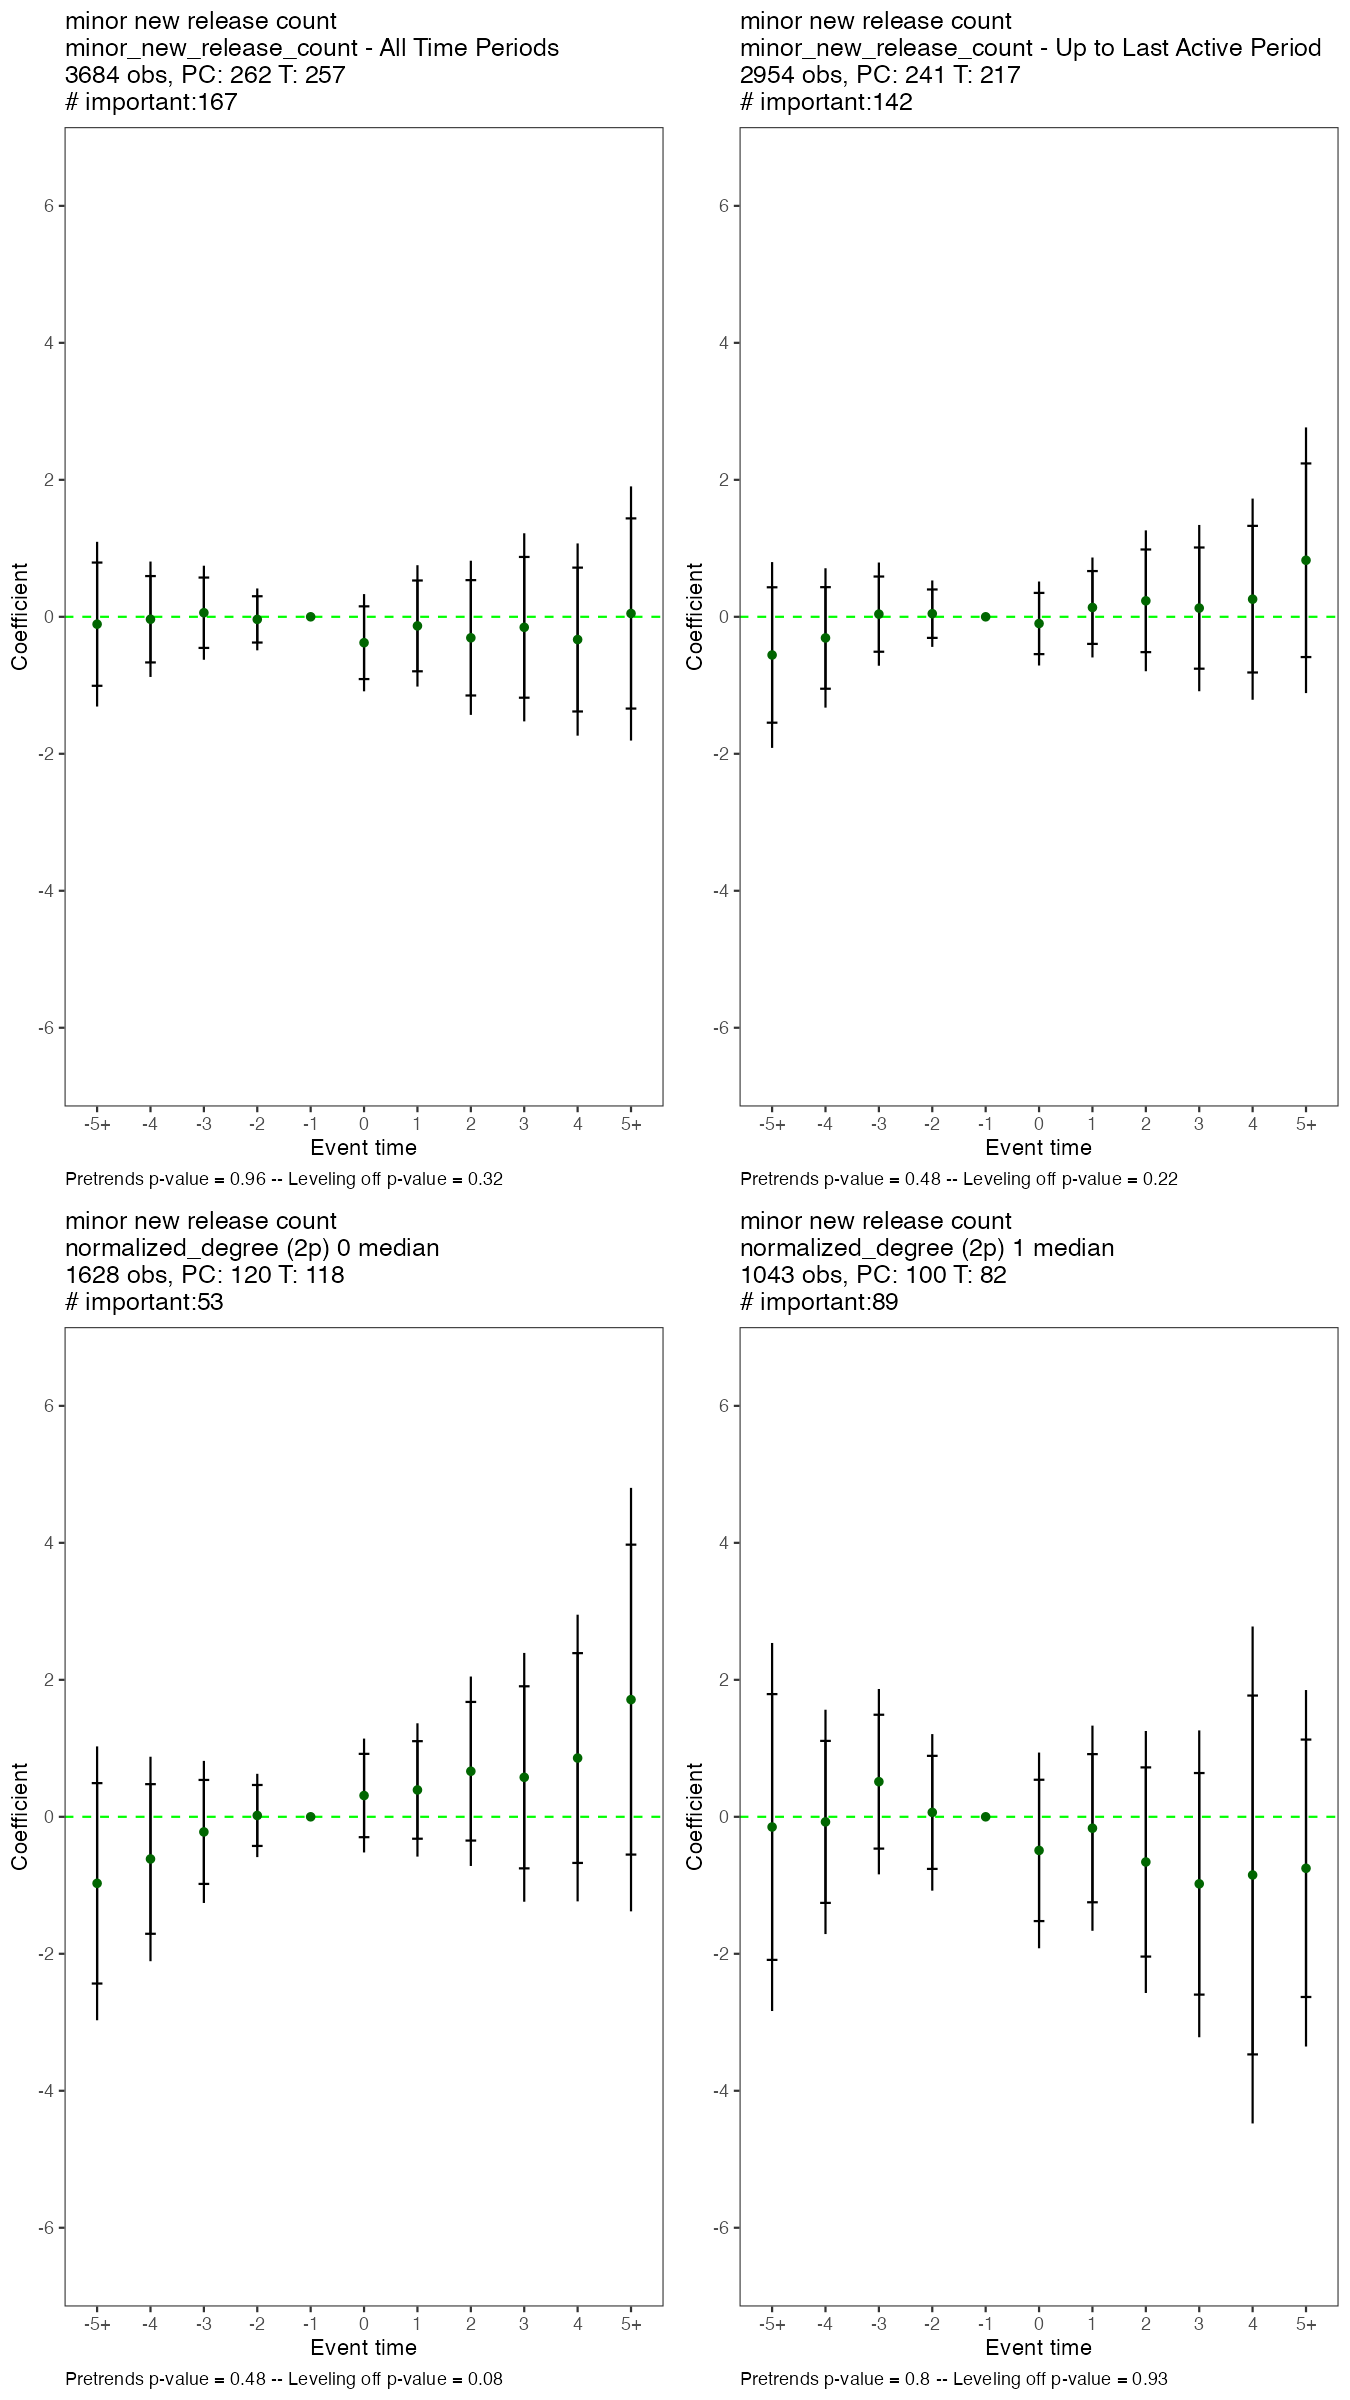 minor new release count
minor_new_release_count - All Time Periods
3684 obs, PC: 262 T: 257
# important:167
Coefficient
6
4
2
0
-2
-4
-6
-5+ -4 -3 -2 -1 0 1 2 3 4 5+
Event time
Pretrends p-value = 0.96 -- Leveling off p-value = 0.32
minor new release count
minor_new_release_count - Up to Last Active Period
2954 obs, PC: 241 T: 217
# important:142
Coefficient
6
4
2
0
-2
-4
-6
-5+ -4 -3 -2 -1 0 1 2 3 4 5+
Event time
Pretrends p-value = 0.48 -- Leveling off p-value = 0.22
minor new release count
normalized_degree (2p) 0 median
1628 obs, PC: 120 T: 118
# important:53
Coefficient
6
4
2
0
-2
-4
-6
-5+ -4 -3 -2 -1 0 1 2 3 4 5+
Event time
Pretrends p-value = 0.48 -- Leveling off p-value = 0.08
minor new release count
normalized_degree (2p) 1 median
1043 obs, PC: 100 T: 82
# important:89
Coefficient
6
4
2
0
-2
-4
-6
-5+ -4 -3 -2 -1 0 1 2 3 4 5+
Event time
Pretrends p-value = 0.8 -- Leveling off p-value = 0.93